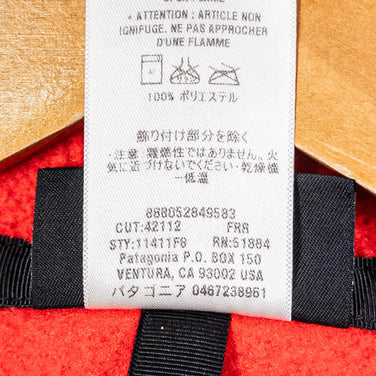 • ATTENTION: ARTICLE NON
IGNIFUGE. NE PAS APPROCHER
D'UNE FLAMME
100% ポリエステル
飾り付け部分を除く
・注意 難燃性ではありません。火
気に近づけないでください・乾燥機
—低温
888052849583
CUT:42112 FRR
STY:11411F8 RN:51884
Patagonia P.O. BOX 150
VENTURA, CA 93002 USA
パタゴニア 0467238961